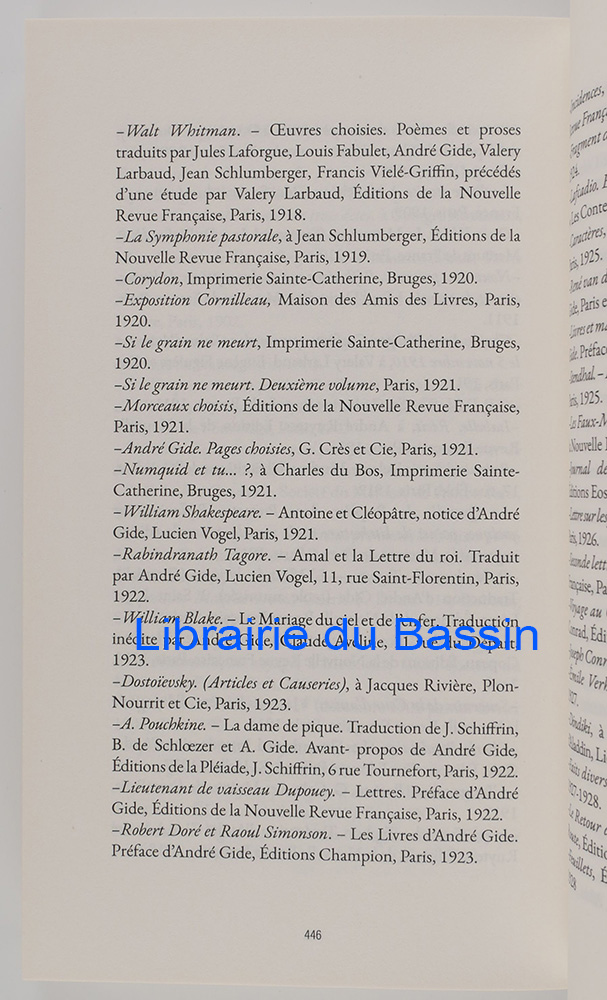 –Walt Whitman. – Œuvres choisies. Poèmes et proses
traduits par Jules Laforgue, Louis Fabulet, André Gide, Valery
Larbaud, Jean Schlumberger, Francis Vielé-Griffin, précédés
d'une étude par Valery Larbaud, Éditions de la Nouvelle
Revue Française, Paris, 1918.
–La Symphonie pastorale, à Jean Schlumberger, Éditions de la
Nouvelle Revue Française, Paris, 1919.
–Corydon, Imprimerie Sainte-Catherine, Bruges, 1920.
–Exposition Cornilleau, Maison des Amis des Livres, Paris,
1920.
–Si le grain ne meurt, Imprimerie Sainte-Catherine, Bruges,
1920.
–Si le grain ne meurt. Deuxième volume, Paris, 1921.
–Morceaux choisis, Éditions de la Nouvelle Revue Française,
Paris, 1921.
–André Gide. Pages choisies, G. Crès et Cie, Paris, 1921.
–Numquid et tu... ?, à Charles du Bos, Imprimerie Sainte-
Catherine, Bruges, 1921.
–William Shakespeare. – Antoine et Cléopâtre, notice d'André
Gide, Lucien Vogel, Paris, 1921.
–Rabindranath Tagore. – Amal et la Lettre du roi. Traduit
par André Gide, Lucien Vogel, 11, rue Saint-Florentin, Paris,
1922.
–William Blake. – Le Mariage du ciel et de l'enfer. Traduction
inédite par André Gide, Claude Aveline, rue du Départ,
1923.
Librairie du Bassin
–Dostoïevsky. (Articles et Causeries), à Jacques Rivière, Plon-
Nourrit et Cie, Paris, 1923.
–A. Pouchkine. – La dame de pique. Traduction de J. Schiffrin,
B. de Schlœzer et A. Gide. Avant- propos de André Gide,
Éditions de la Pléiade, J. Schiffrin, 6 rue Tournefort, Paris, 1922.
–Lieutenant de vaisseau Dupouey. – Lettres. Préface d'André
Gide, Éditions de la Nouvelle Revue Française, Paris, 1922.
–Robert Doré et Raoul Simonson. – Les Livres d'André Gide.
Préface d'André Gide, Éditions Champion, Paris, 1923.
446